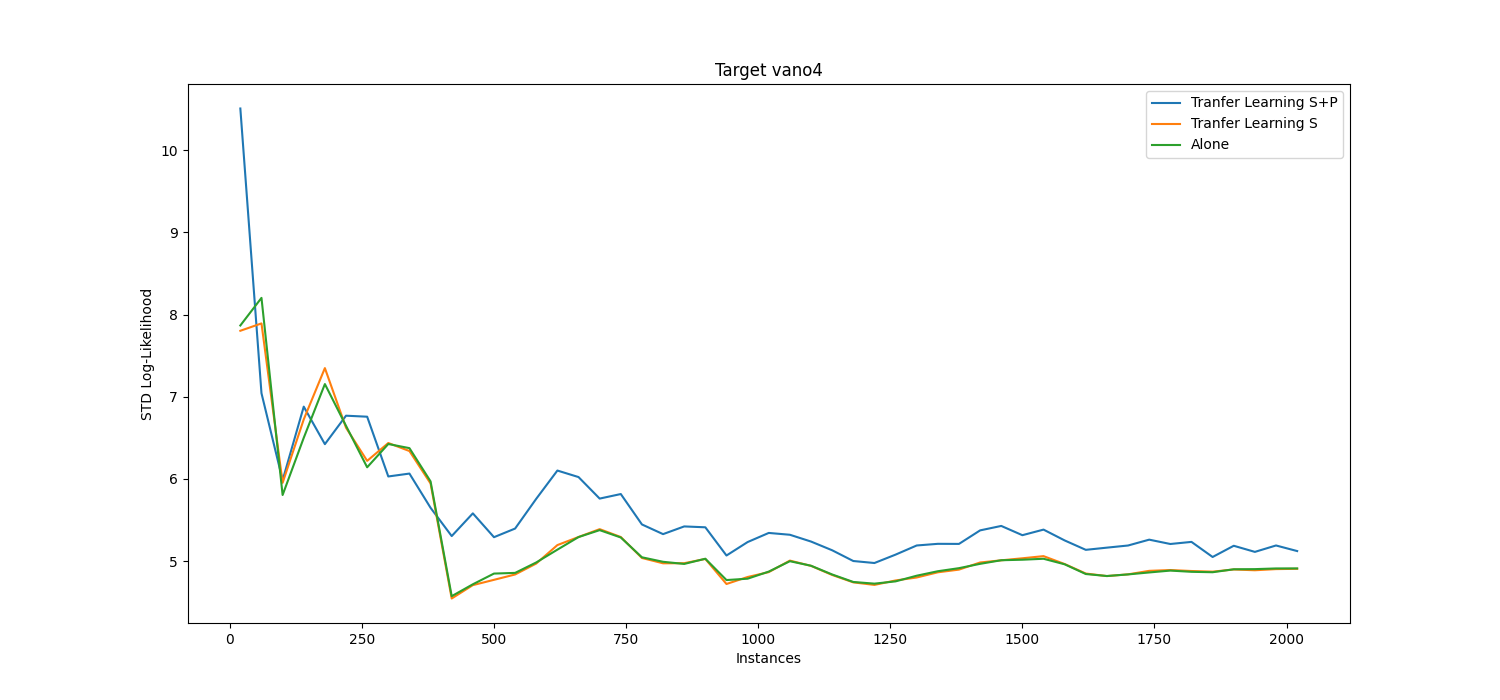 Target vano4
Tranfer Learning S+P
Tranfer Learning S
Alone
STD Log-Likelihood
10
9
8
7
6
5
0 250 500 750 1000 1250 1500 1750 2000
Instances